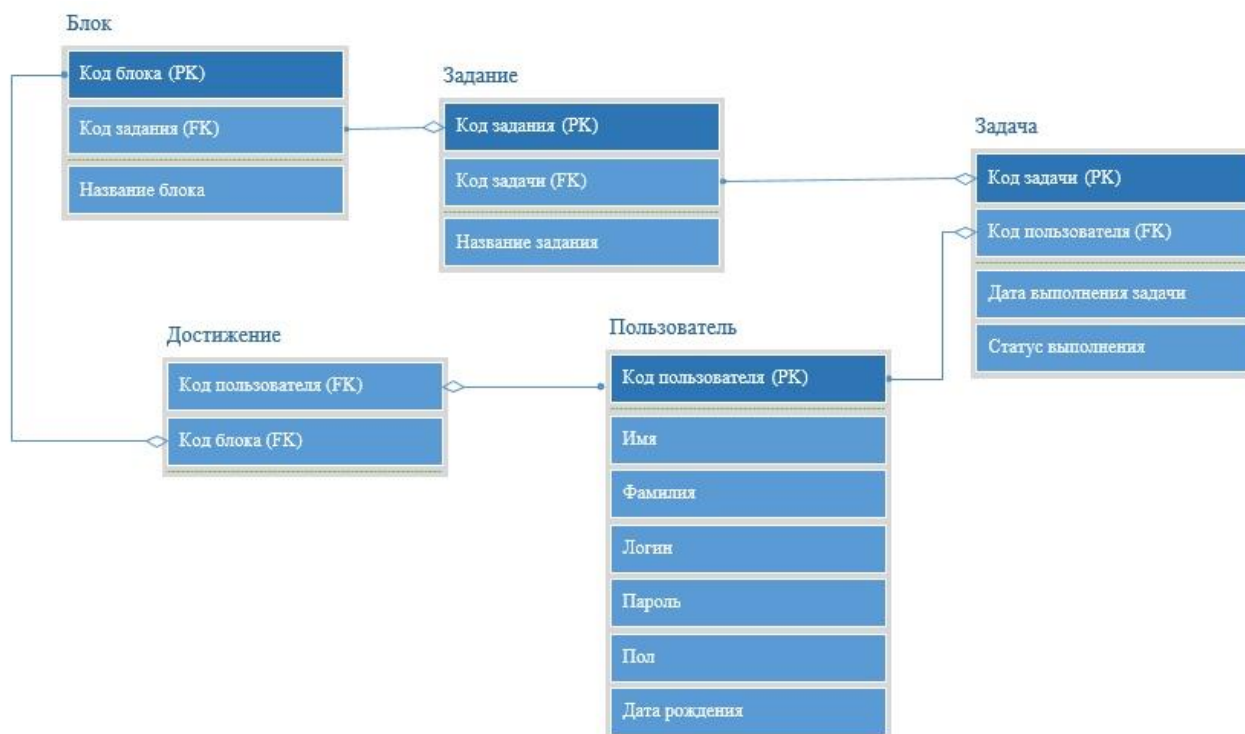 Блок
Код блока (PK)
Код задания (FK)
Название блока
Задание
Код задания (PK)
Код задачи (FK)
Название задания
Задача
Код задачи (PK)
Код пользователя (FK)
Дата выполнения задачи
Статус выполнения
Достижение
Код пользователя (FK)
Код блока (FK)
Пользователь
Код пользователя (PK)
Имя
Фамилия
Логин
Пароль
Пол
Дата рождения